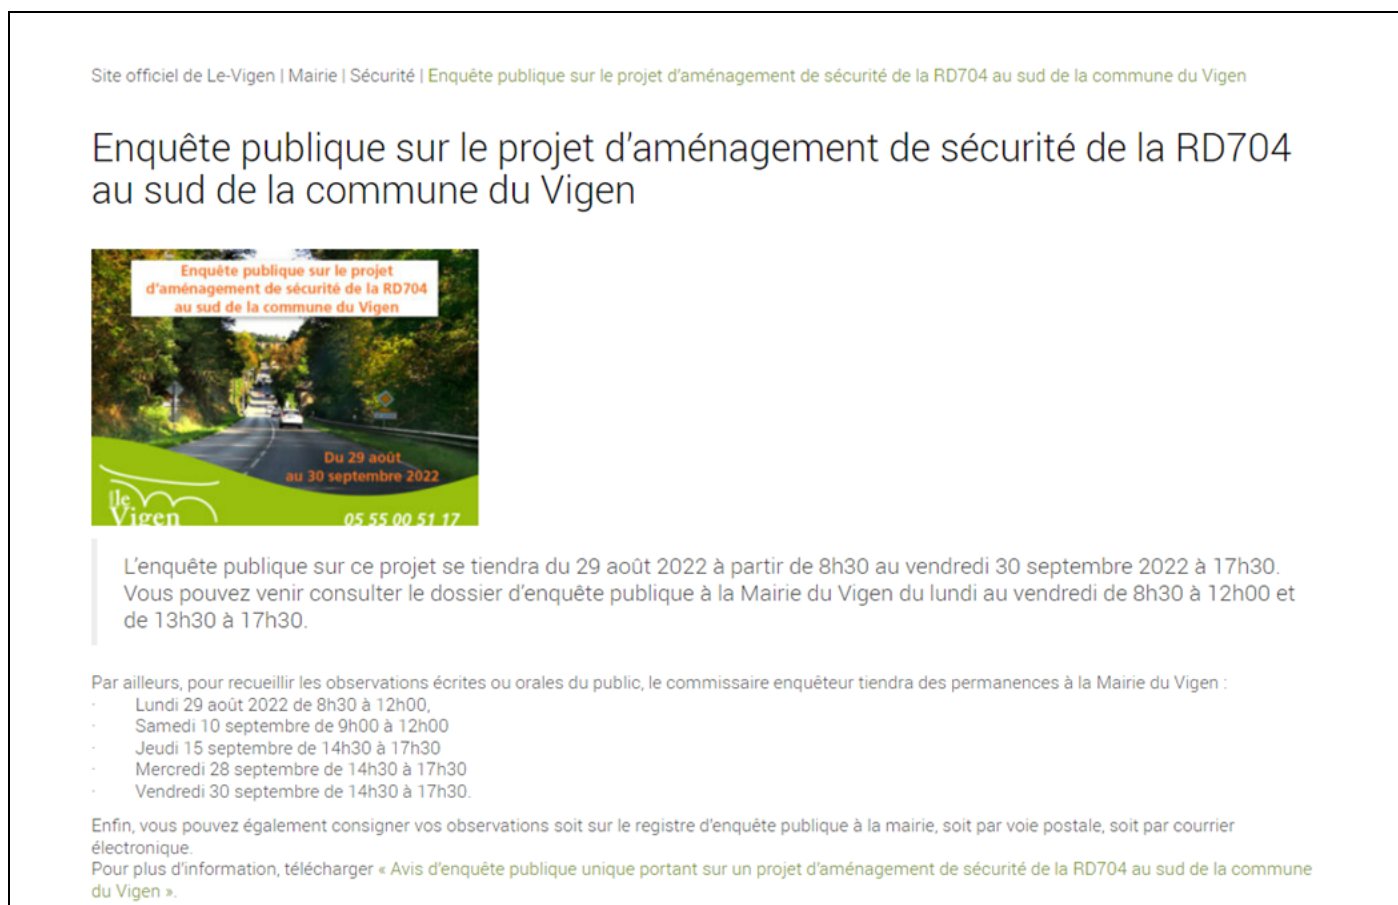 Site officiel de Le-Vigen | Mairie | Sécurité | Enquête publique sur le projet d'aménagement de sécurité de la RD704 au sud de la commune du Vigen
Enquête publique sur le projet d'aménagement de sécurité de la RD704
au sud de la commune du Vigen
Enquête publique sur le projet
d'aménagement de sécurité de la RD704
au sud de la commune du Vigen
Du 29 août
au 30 septembre 2022
le
Vigen
05 55 00 51 17
L'enquête publique sur ce projet se tiendra du 29 août 2022 à partir de 8h30 au vendredi 30 septembre 2022 à 17h30.
Vous pouvez venir consulter le dossier d'enquête publique à la Mairie du Vigen du lundi au vendredi de 8h30 à 12h00 et
de 13h30 à 17h30.
Par ailleurs, pour recueillir les observations écrites ou orales du public, le commissaire enquêteur tiendra des permanences à la Mairie du Vigen :
· Lundi 29 août 2022 de 8h30 à 12h00,
· Samedi 10 septembre de 9h00 à 12h00
· Jeudi 15 septembre de 14h30 à 17h30
· Mercredi 28 septembre de 14h30 à 17h30
· Vendredi 30 septembre de 14h30 à 17h30.
Enfin, vous pouvez également consigner vos observations soit sur le registre d'enquête publique à la mairie, soit par voie postale, soit par courrier
électronique.
Pour plus d'information, télécharger « Avis d'enquête publique unique portant sur un projet d'aménagement de sécurité de la RD704 au sud de la commune
du Vigen ».